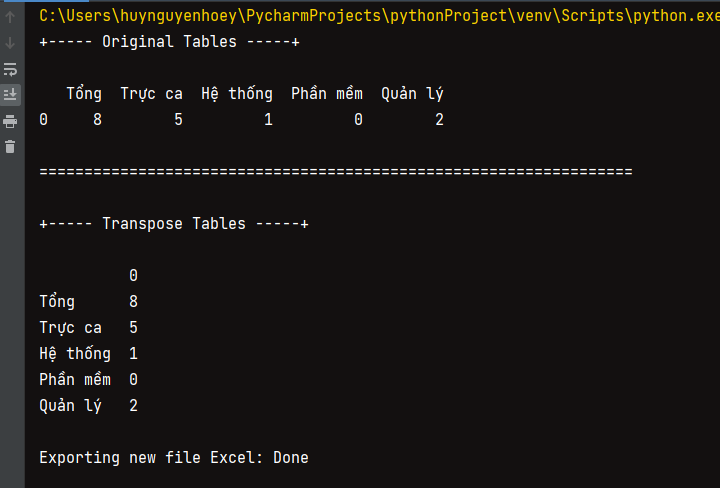 C:\Users\huynguyenhoey\PycharmProjects\pythonProject\venv\Scripts\python.exe
+----- Original Tables -----+
   Tổng  Trực ca  Hệ thống  Phần mềm  Quản lý
0     8        5         1         0        2
==================================================================
+----- Transpose Tables -----+
          0
Tổng      8
Trực ca   5
Hệ thống  1
Phần mềm  0
Quản lý   2
Exporting new file Excel: Done